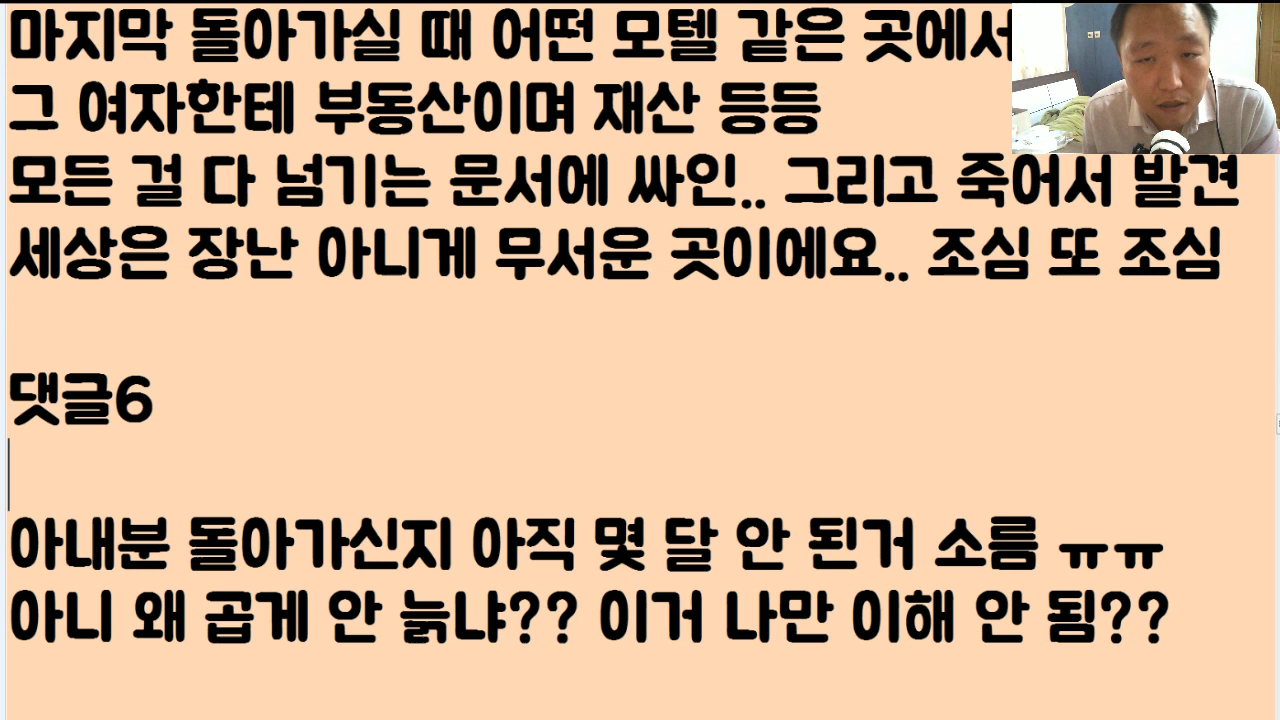 마지막 돌아가실 때 어떤 모텔 같은 곳에서
그 여자한테 부동산이며 재산 등등
모든 걸 다 넘기는 문서에 싸인.. 그리고 죽어서 발견
세상은 장난 아니게 무서운 곳이에요.. 조심 또 조심
댓글6
아내분 돌아가신지 아직 몇 달 안 된거 소름 ㅠㅠ
아니 왜 곱게 안 늙냐?? 이거 나만 이해 안 됨??